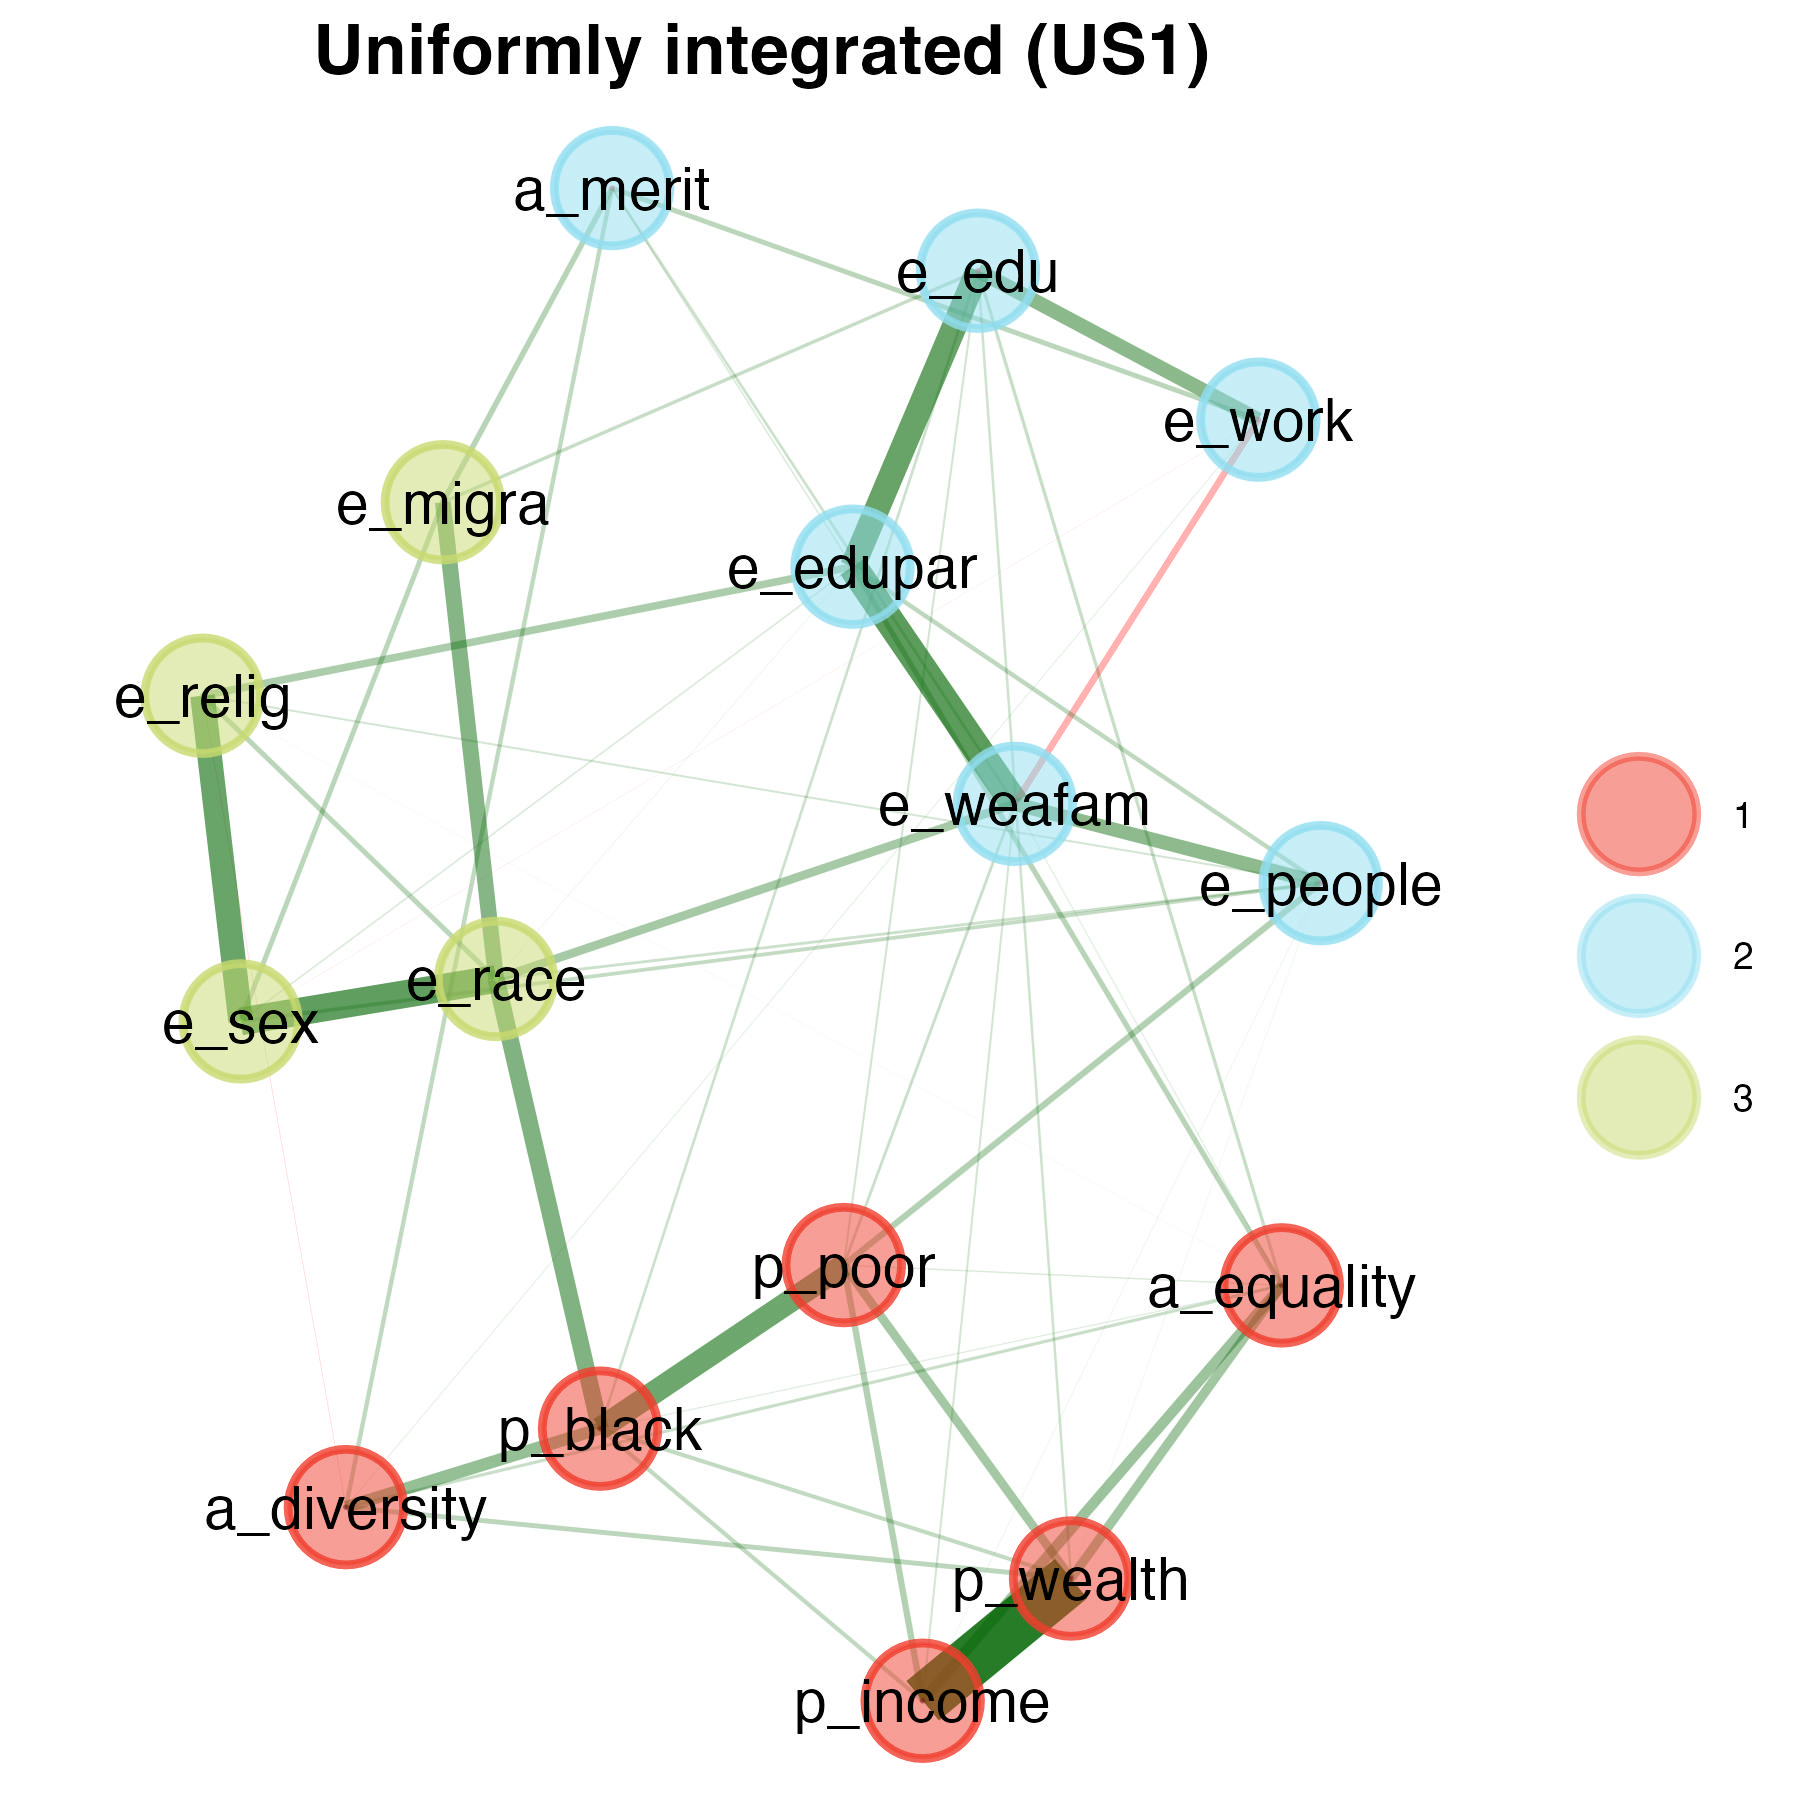 Uniformly integrated (US1)
a_merit
e_edu
e_work
e_migra
e_edupar
e_relig
e_weafam
e_people
e_race
e_sex
p_poor
a_equality
p_black
a_diversity
p_wealth
p_income
1
2
3